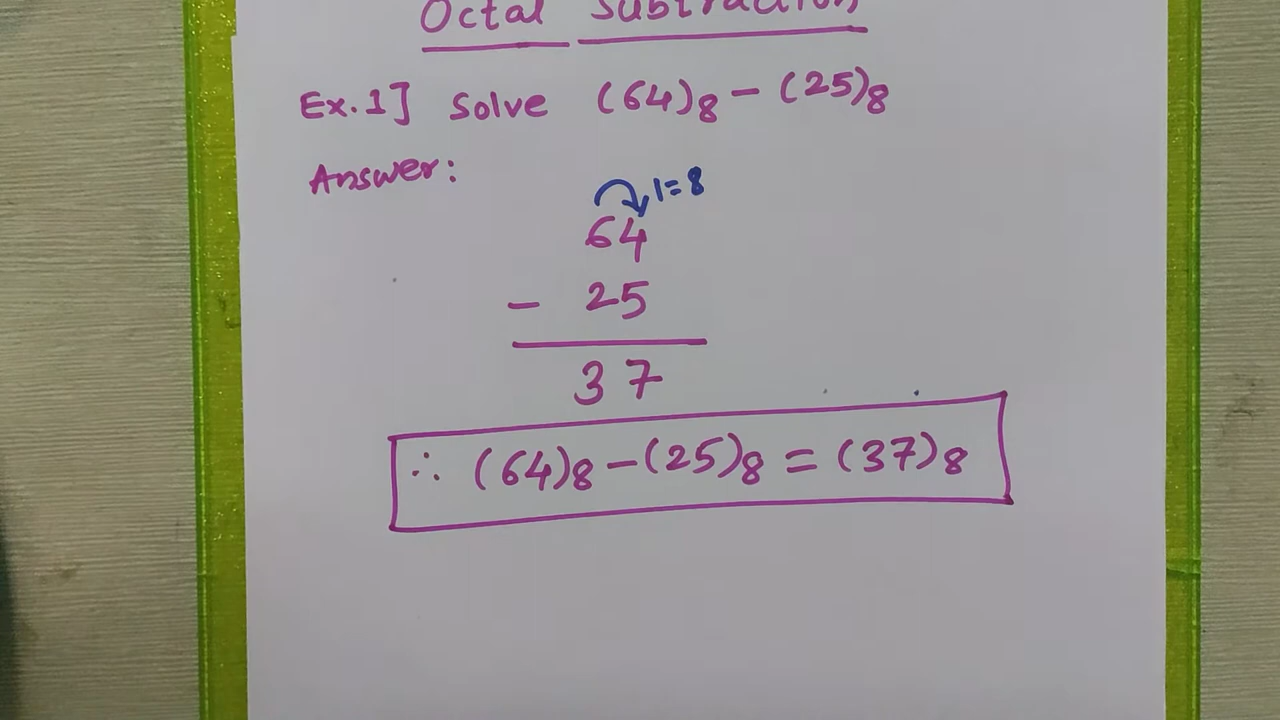 Octal Subtraction
Ex.1] Solve (64)8 - (25)8
Answer:
1=8
64
- 25
37
∴ (64)8 - (25)8 = (37)8